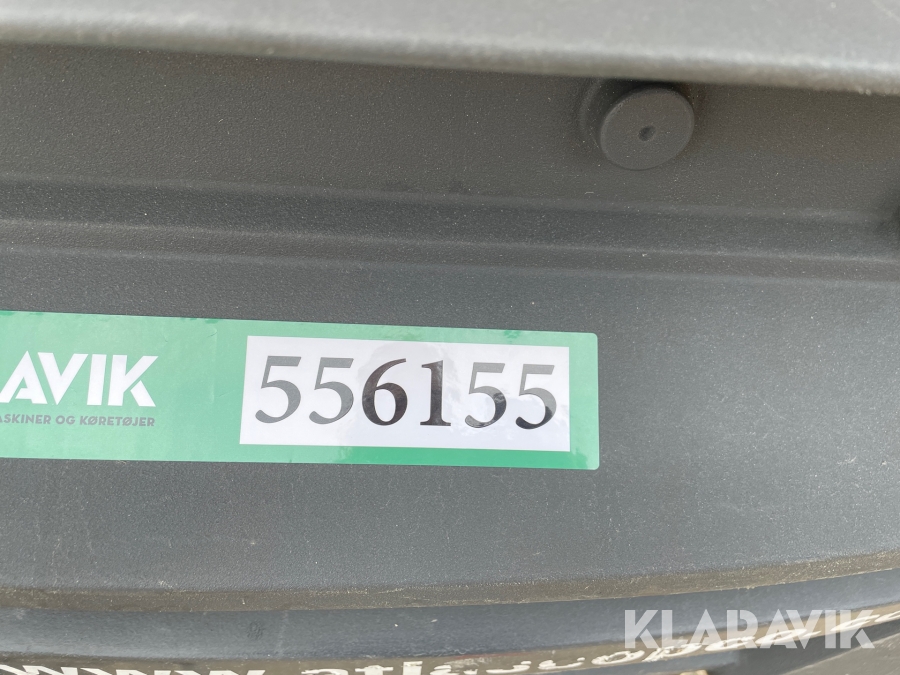 AVIK
ASKINER OG KØRETØJER
556155
KLARAVIK